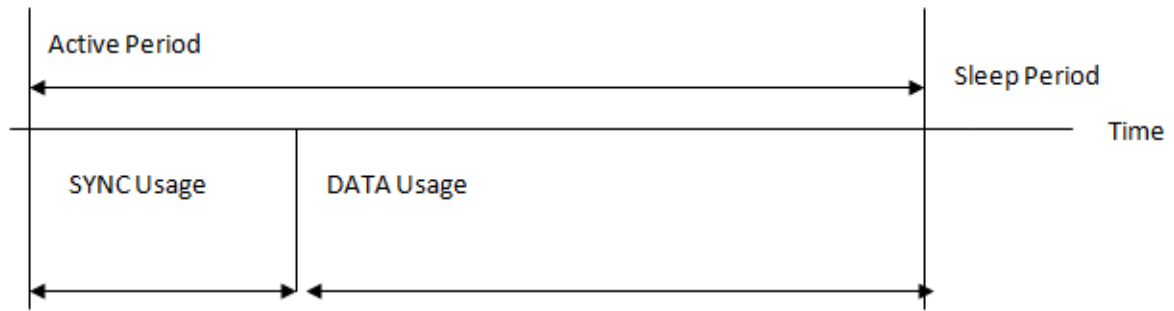 Active Period
Sleep Period
Time
SYNC Usage
DATA Usage